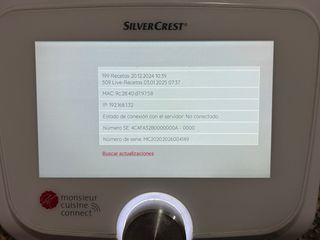 SILVERCREST®
199 Recetas 20.12.2024 10:39
509 Live-Recetas 03.01.2025 07:37
MAC: 9c:28:40:d7:97:58
IP: 192.168.1.32
Estado de conexión con el servidor: No conectado.
Número SE: 4CAFA32B0000000A - 0000
Número de serie: MC20202026004189
Buscar actualizaciones
monsieur
cuisine
connect